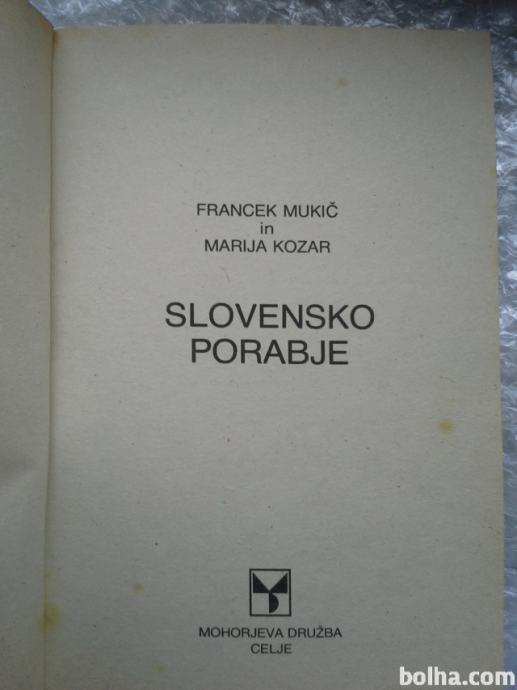 FRANCEK MUKIČ
in
MARIJA KOZAR
SLOVENSKO
PORABJE
MOHORJEVA DRUŽBA
CELJE
bolha.com